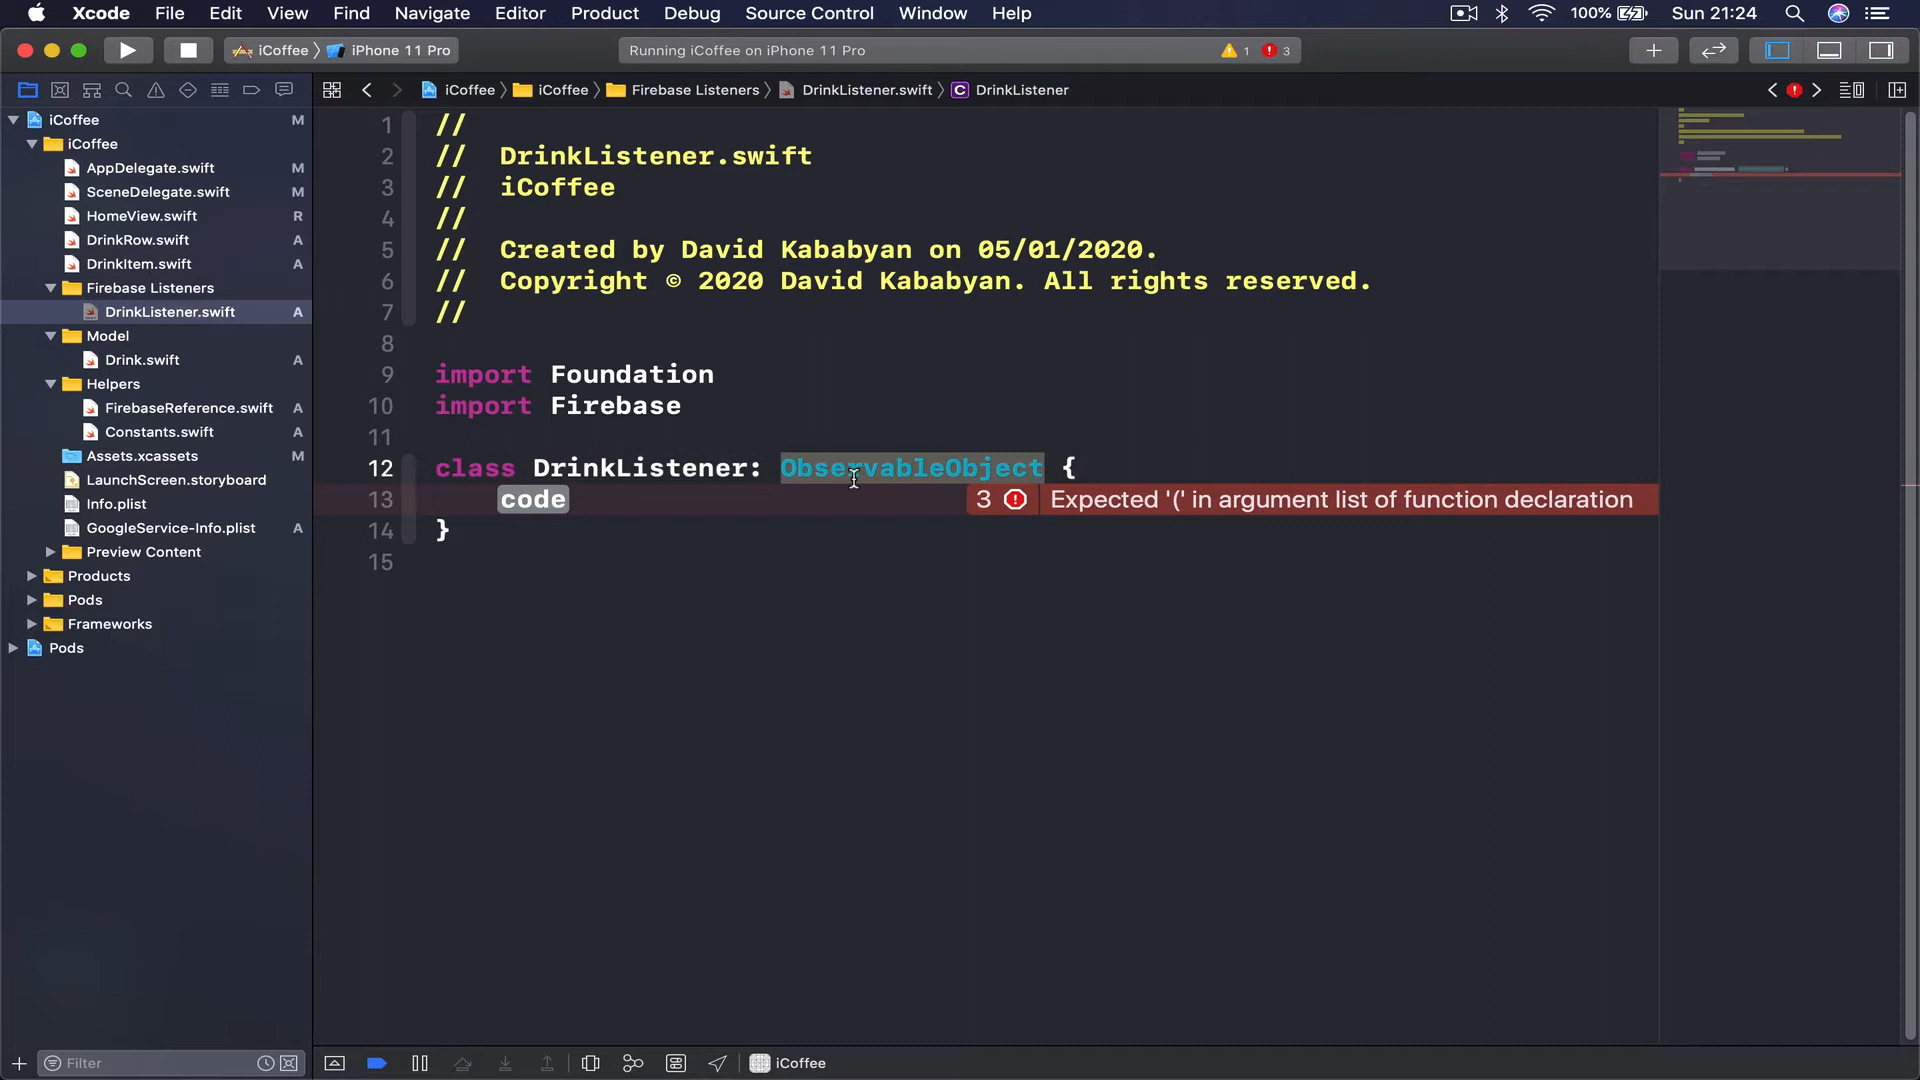 Xcode File Edit View Find Navigate Editor Product Debug Source Control Window Help 100% Sun 21:24
iCoffee iPhone 11 Pro Running iCoffee on iPhone 11 Pro 1 3
iCoffee iCoffee Firebase Listeners DrinkListener.swift C DrinkListener
iCoffee M
iCoffee
AppDelegate.swift M
SceneDelegate.swift M
HomeView.swift R
DrinkRow.swift A
DrinkItem.swift A
Firebase Listeners
DrinkListener.swift A
Model
Drink.swift A
Helpers
FirebaseReference.swift A
Constants.swift A
Assets.xcassets M
LaunchScreen.storyboard
Info.plist
GoogleService-Info.plist A
Preview Content
Products
Pods
Frameworks
Pods
Filter
1 //
2 // DrinkListener.swift
3 // iCoffee
4 //
5 // Created by David Kababyan on 05/01/2020.
6 // Copyright © 2020 David Kababyan. All rights reserved.
7 //
8
9 import Foundation
10 import Firebase
11
12 class DrinkListener: ObservableObject {
13 code 3 Expected '(' in argument list of function declaration
14 }
15
iCoffee